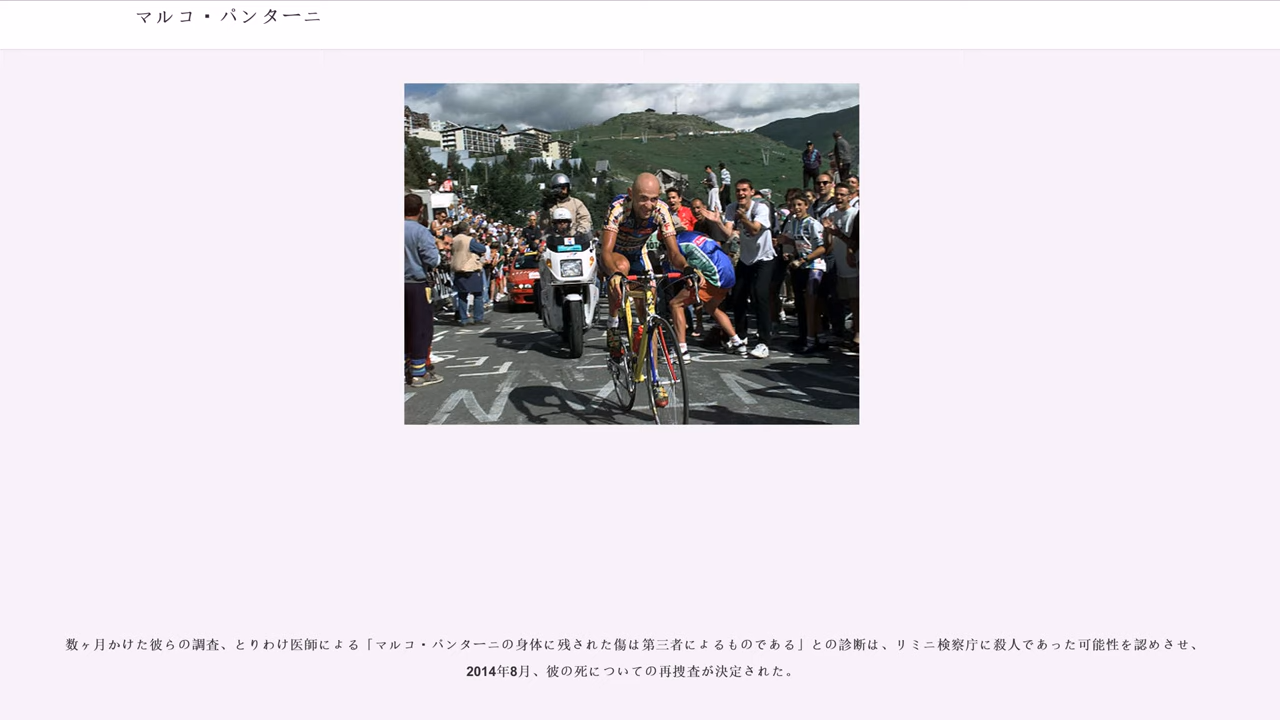 マルコ・パンターニ
数ヶ月かけた彼らの調査、とりわけ医師による「マルコ・パンターニの身体に残された傷は第三者によるものである」との診断は、リミニ検察庁に殺人であった可能性を認めさせ、
2014年8月、彼の死についての再捜査が決定された。